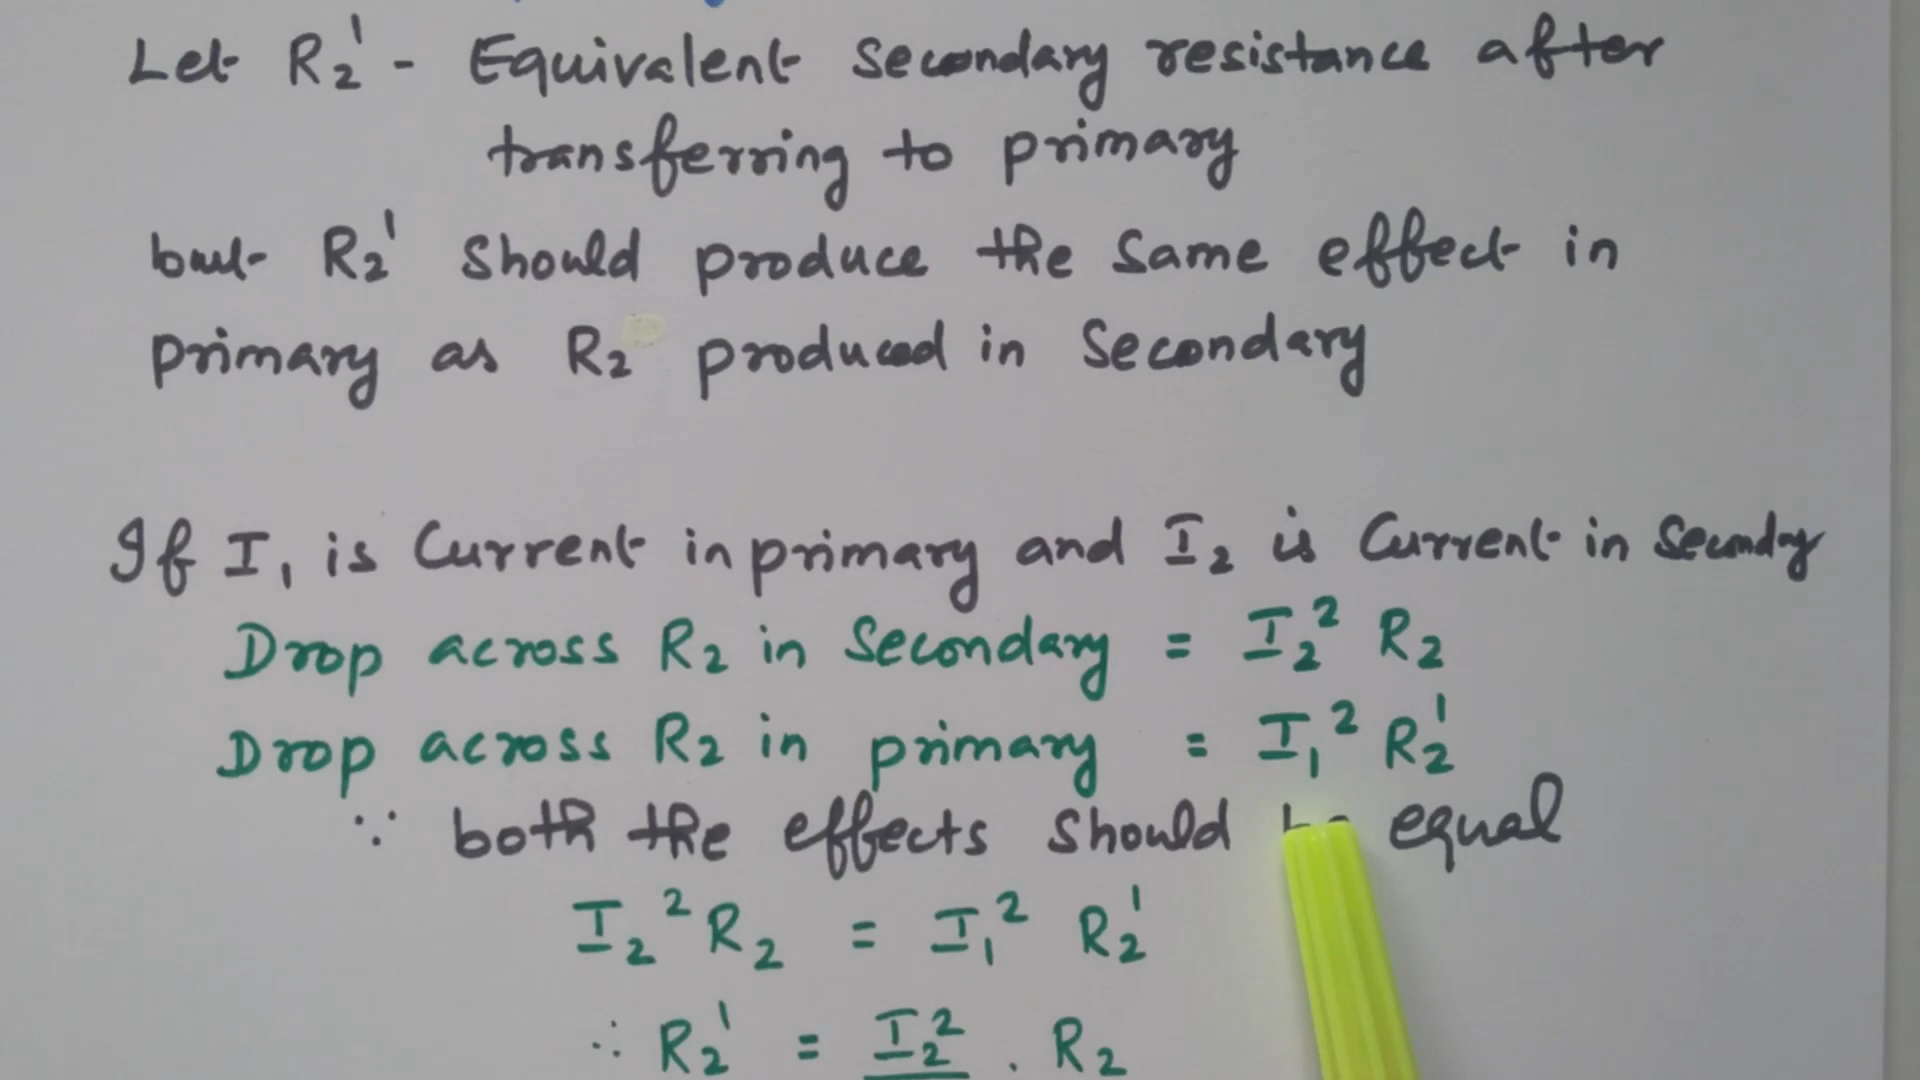 Let R₂' - Equivalent secondary resistance after
transferring to primary
but R₂' should produce the same effect in
primary as R₂ produced in secondary
If I₁ is current in primary and I₂ is current in
Drop across R₂ in secondary = I₂² R₂
Drop across R₂ in primary = I₁² R₂'
∵ both the effects should equal
I₂² R₂ = I₁² R₂'
∴ R₂' = I₂² . R₂